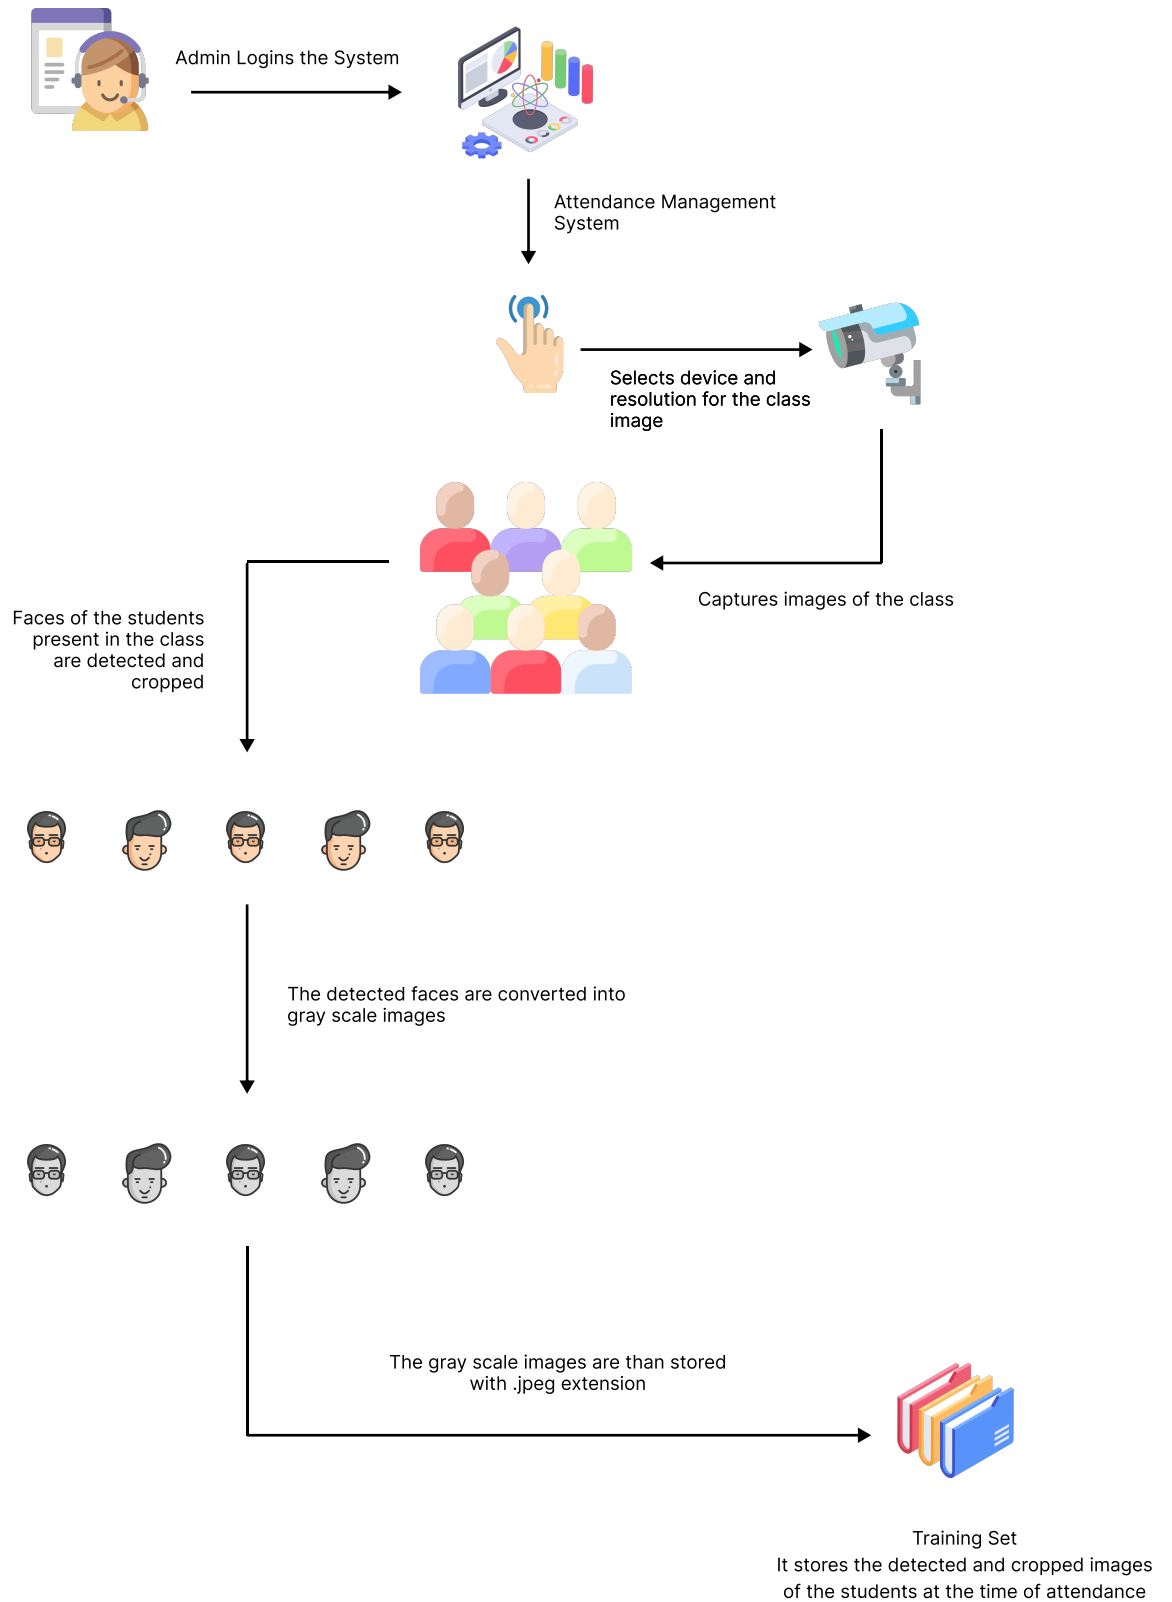 Admin Logins the System
Attendance Management
System
Selects device and
resolution for the class
image
Captures images of the class
Faces of the students
present in the class
are detected and
cropped
The detected faces are converted into
gray scale images
The gray scale images are than stored
with .jpeg extension
Training Set
It stores the detected and cropped images
of the students at the time of attendance